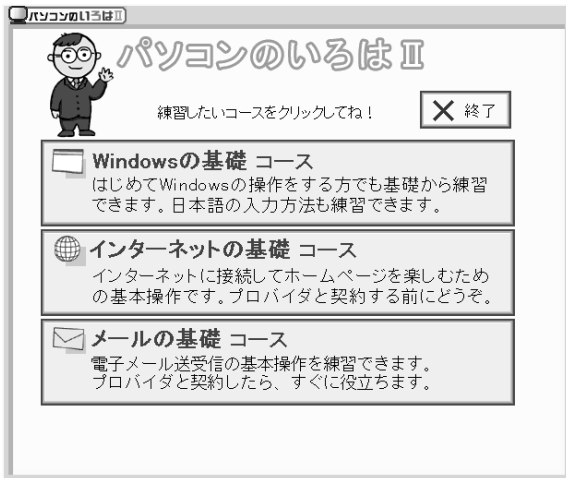 パソコンのいろはⅡ
パソコンのいろはⅡ
練習したいコースをクリックしてね！
終了
Windowsの基礎 コース
はじめてWindowsの操作をする方でも基礎から練習
できます。日本語の入力方法も練習できます。
インターネットの基礎 コース
インターネットに接続してホームページを楽しむため
の基本操作です。プロバイダと契約する前にどうぞ。
メールの基礎 コース
電子メール送受信の基本操作を練習できます。
プロバイダと契約したら、すぐに役立ちます。